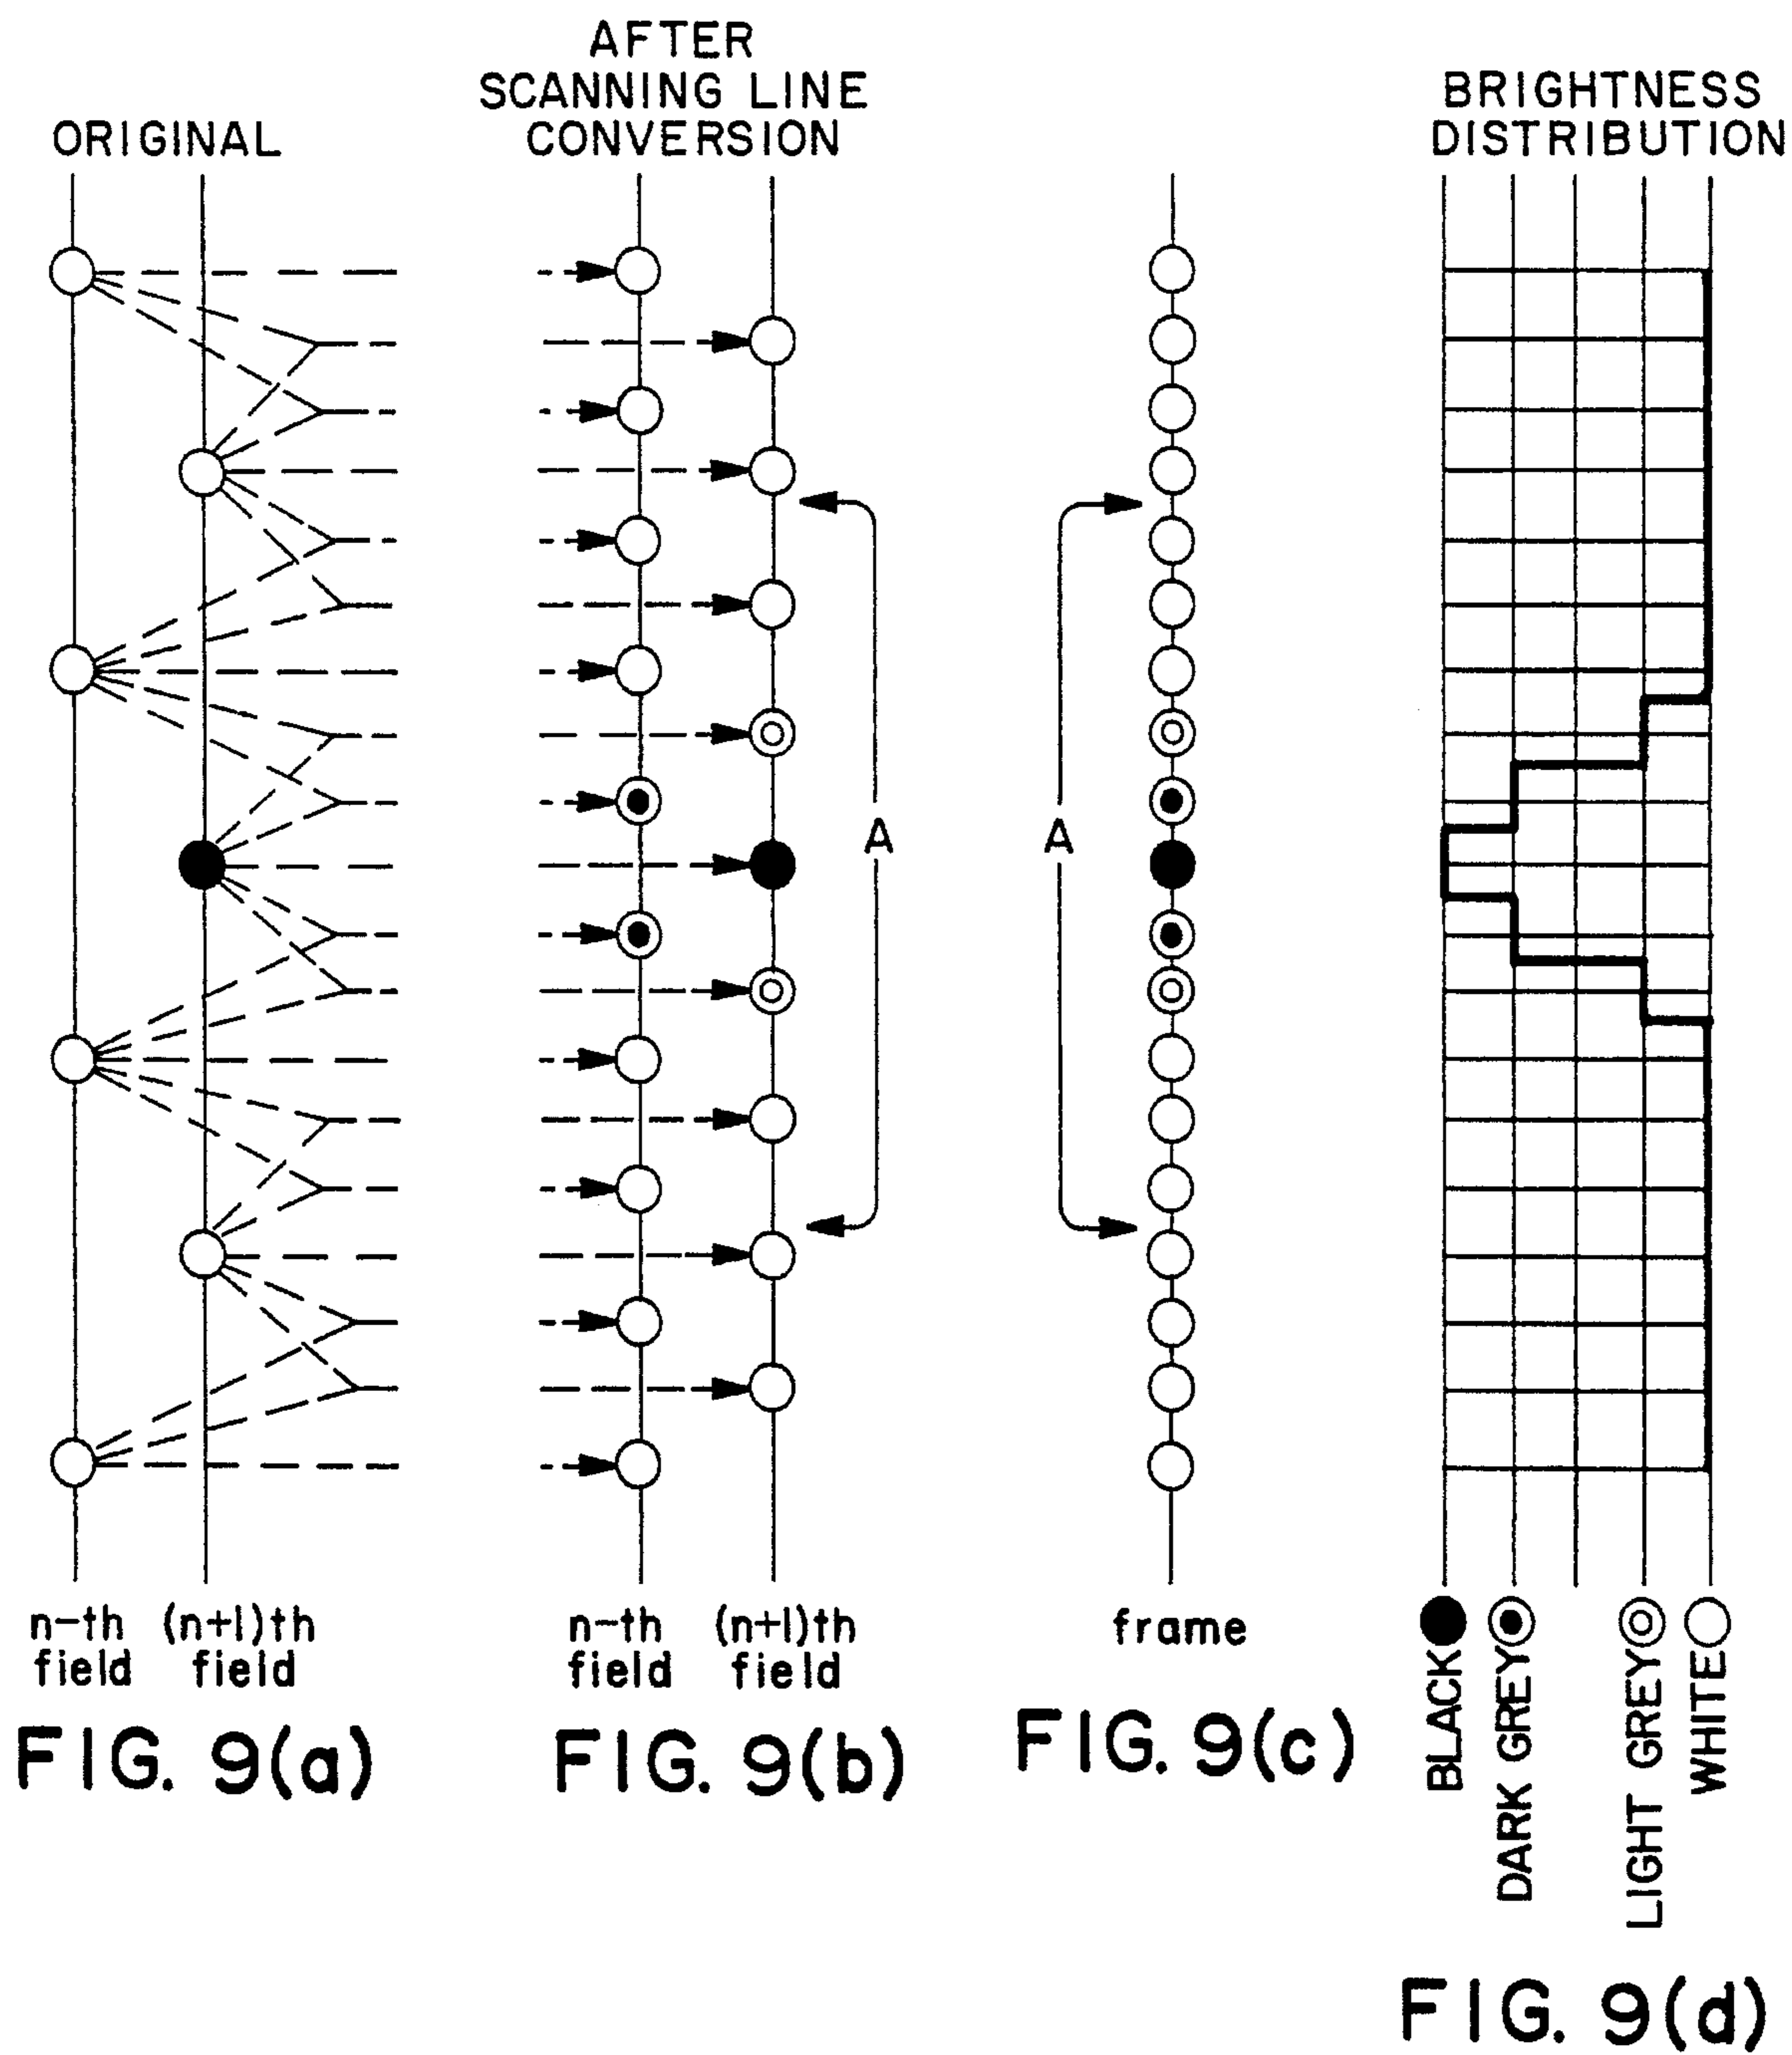 ORIGINAL
AFTER
SCANNING LINE
CONVERSION
BRIGHTNESS
DISTRIBUTION
A
A
n-th
field
(n+1)th
field
n-th
field
(n+1)th
field
frame
BLACK
DARK GREY
LIGHT GREY
WHITE
FIG. 9(a)
FIG. 9(b)
FIG. 9(c)
FIG. 9(d)